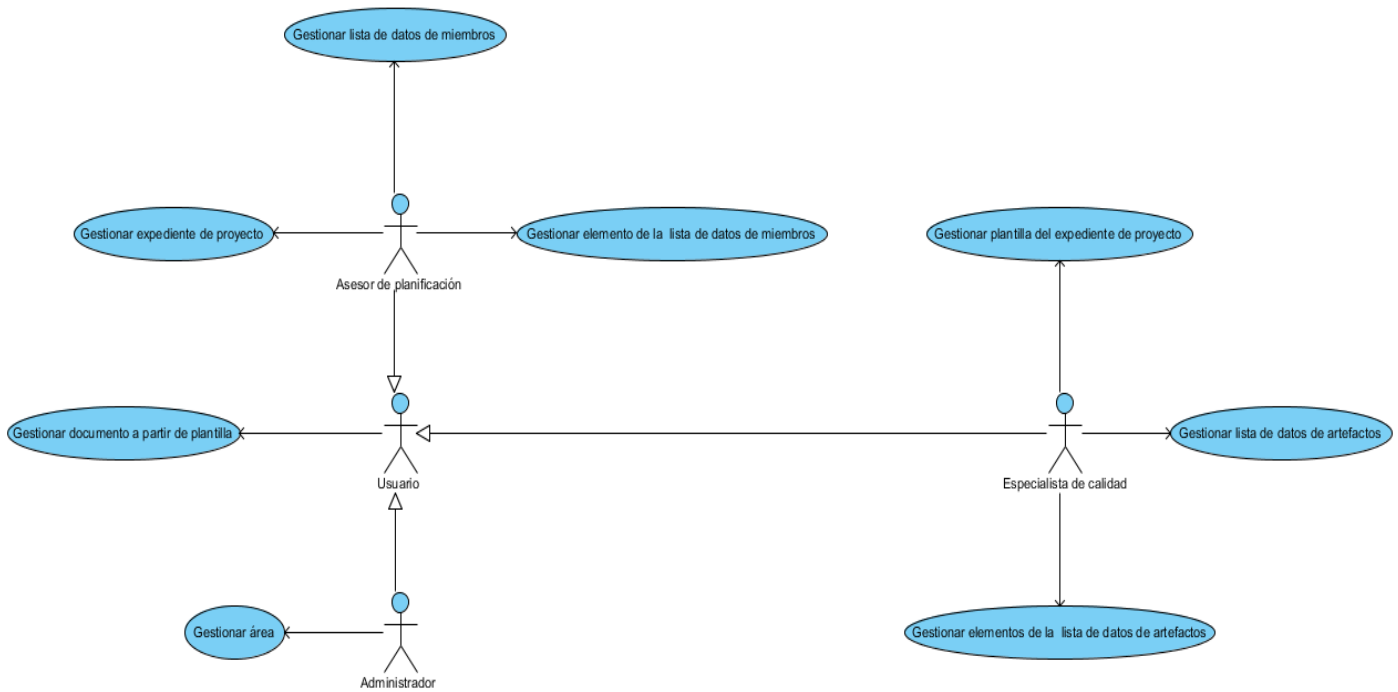 Gestionar lista de datos de miembros
Gestionar expediente de proyecto
Gestionar elemento de la lista de datos de miembros
Gestionar plantilla del expediente de proyecto
Asesor de planificación
Gestionar documento a partir de plantilla
Gestionar lista de datos de artefactos
Usuario
Especialista de calidad
Gestionar área
Gestionar elementos de la lista de datos de artefactos
Administrador